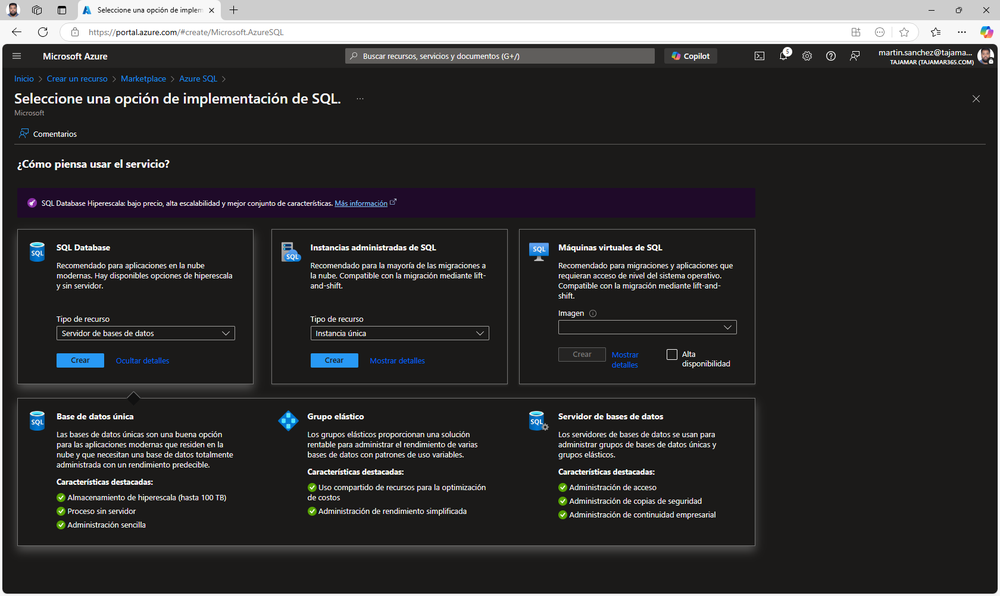 Seleccione una opción de implem
https://portal.azure.com/#create/Microsoft.AzureSQL
Microsoft Azure
Buscar recursos, servicios y documentos (G+/)
Copilot
5
martin.sanchez@tajama...
TAJAMAR (TAJAMAR365.COM)
Inicio > Crear un recurso > Marketplace > Azure SQL >
Seleccione una opción de implementación de SQL. ...
Microsoft
Comentarios
¿Cómo piensa usar el servicio?
SQL Database Hiperescala: bajo precio, alta escalabilidad y mejor conjunto de características. Más información
SQL
SQL Database
Recomendado para aplicaciones en la nube
modernas. Hay disponibles opciones de hiperescala
y sin servidor.
Tipo de recurso
Servidor de bases de datos
Crear
Ocultar detalles
SQL
Instancias administradas de SQL
Recomendado para la mayoría de las migraciones a
la nube. Compatible con la migración mediante lift-
and-shift.
Tipo de recurso
Instancia única
Crear
Mostrar detalles
SQL
Máquinas virtuales de SQL
Recomendado para migraciones y aplicaciones que
requieran acceso de nivel del sistema operativo.
Compatible con la migración mediante lift-and-
shift.
Imagen
Crear
Mostrar
detalles
Alta
disponibilidad
SQL
Base de datos única
Las bases de datos únicas son una buena opción
para las aplicaciones modernas que residen en la
nube y que necesitan una base de datos totalmente
administrada con un rendimiento predecible.
Características destacadas:
Almacenamiento de hiperescala (hasta 100 TB)
Proceso sin servidor
Administración sencilla
Grupo elástico
Los grupos elásticos proporcionan una solución
rentable para administrar el rendimiento de varias
bases de datos con patrones de uso variables.
Características destacadas:
Uso compartido de recursos para la optimización
de costos
Administración de rendimiento simplificada
SQL
Servidor de bases de datos
Los servidores de bases de datos se usan para
administrar grupos de bases de datos únicas y
grupos elásticos.
Características destacadas:
Administración de acceso
Administración de copias de seguridad
Administración de continuidad empresarial